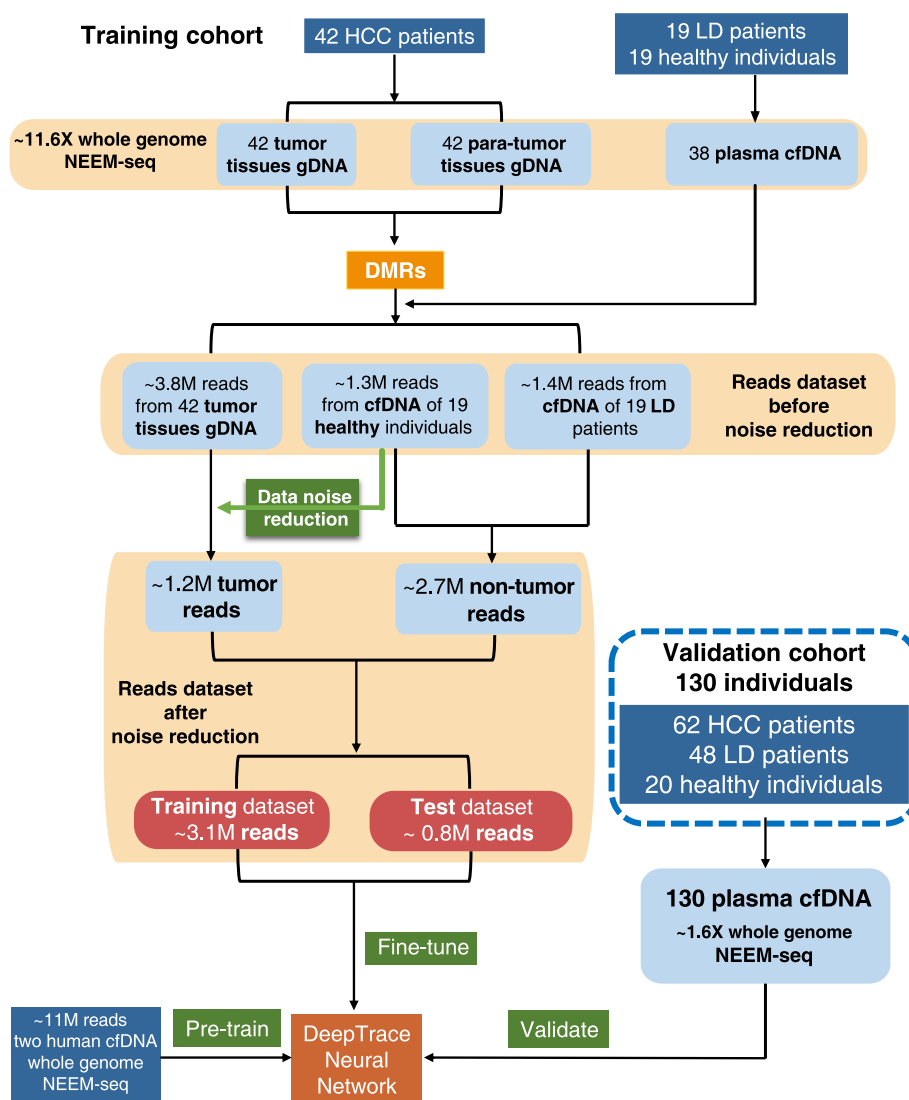 Training cohort
42 HCC patients
19 LD patients
19 healthy individuals
~11.6X whole genome
NEEM-seq
42 tumor
tissues gDNA
42 para-tumor
tissues gDNA
38 plasma cfDNA
DMRs
~3.8M reads
from 42 tumor
tissues gDNA
~1.3M reads
from cfDNA of 19
healthy individuals
~1.4M reads from
cfDNA of 19 LD
patients
Reads dataset
before
noise reduction
Data noise
reduction
~1.2M tumor
reads
~2.7M non-tumor
reads
Reads dataset
after
noise reduction
Training dataset
~3.1M reads
Test dataset
~ 0.8M reads
Validation cohort
130 individuals
62 HCC patients
48 LD patients
20 healthy individuals
130 plasma cfDNA
~1.6X whole genome
NEEM-seq
Fine-tune
~11M reads
two human cfDNA
whole genome
NEEM-seq
Pre-train
DeepTrace
Neural
Network
Validate